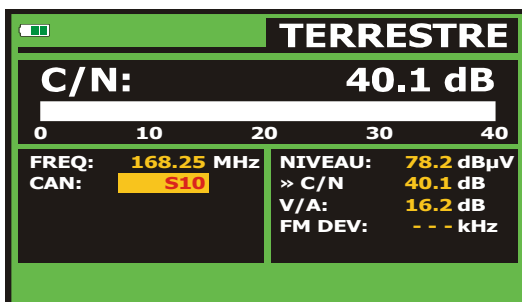 TERRESTRE
C/N: 40.1 dB
0 10 20 30 40
FREQ: 168.25 MHz
CAN: S10
NIVEAU: 78.2 dBµV
» C/N 40.1 dB
V/A: 16.2 dB
FM DEV: - - - kHz